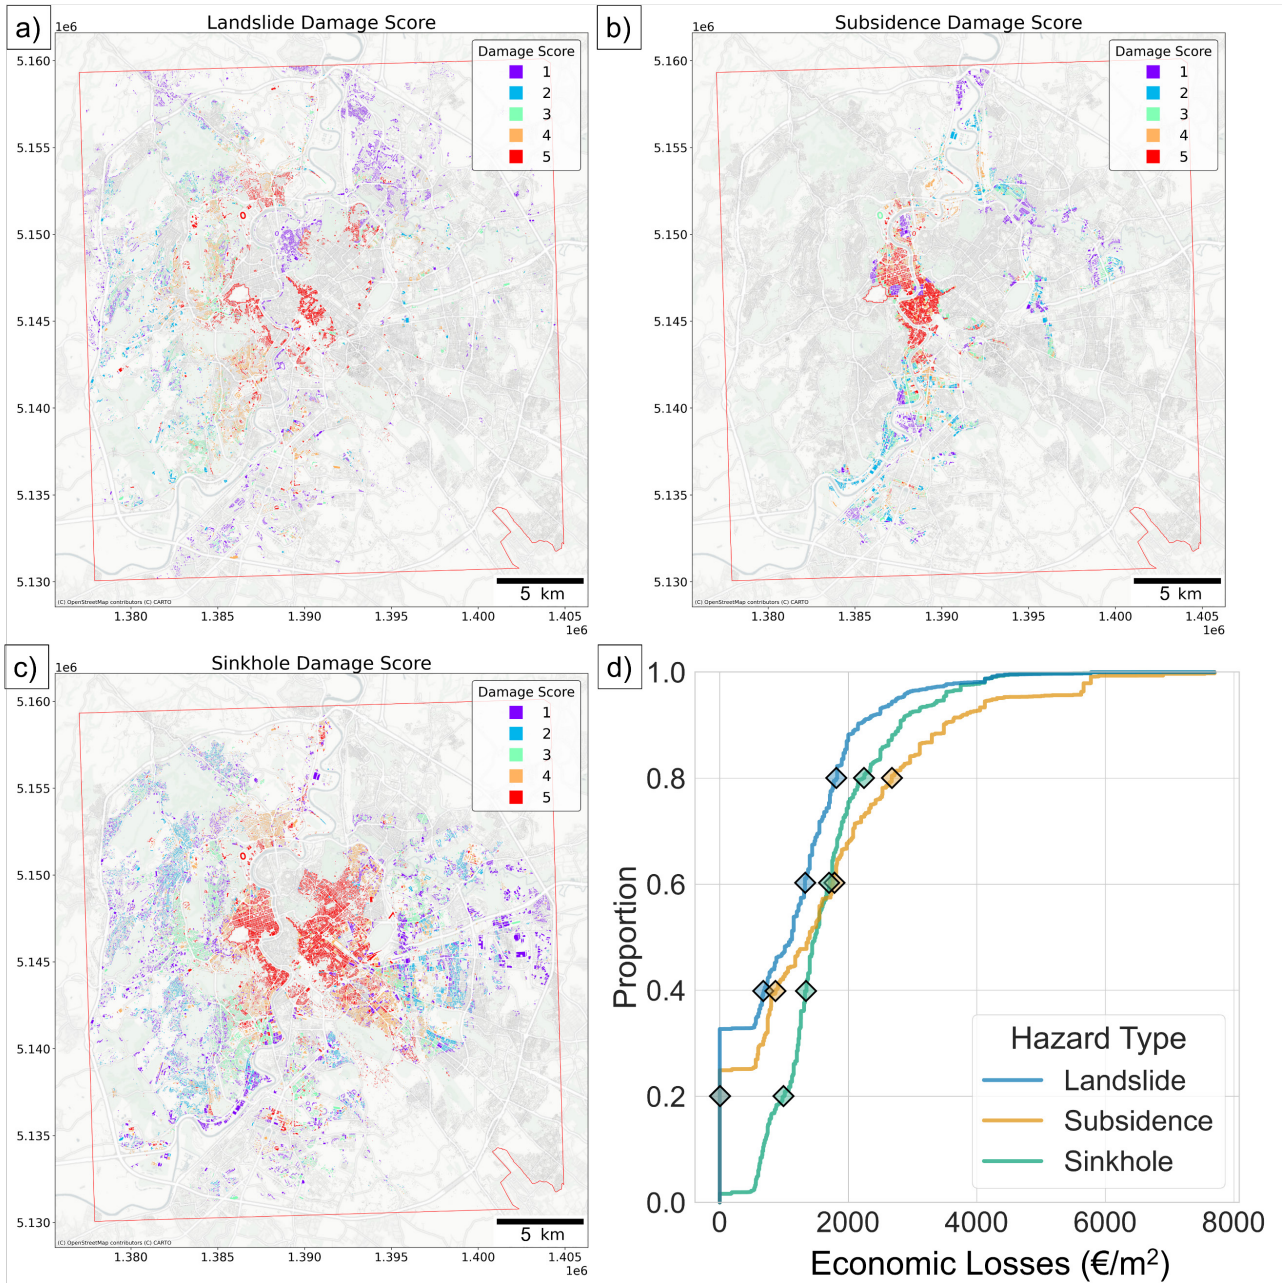 a)
Landslide Damage Score
1e6
Damage Score
1
2
3
4
5
5.160
5.155
5.150
5.145
5.140
5.135
5.130
5 km
(C) OpenStreetMap contributors (C) CARTO
1.380
1.385
1.390
1.395
1.400
1.405
1e6
b)
Subsidence Damage Score
1e6
Damage Score
1
2
3
4
5
5.160
5.155
5.150
5.145
5.140
5.135
5.130
5 km
(C) OpenStreetMap contributors (C) CARTO
1.380
1.385
1.390
1.395
1.400
1.405
1e6
c)
Sinkhole Damage Score
1e6
Damage Score
1
2
3
4
5
5.160
5.155
5.150
5.145
5.140
5.135
5.130
5 km
(C) OpenStreetMap contributors (C) CARTO
1.380
1.385
1.390
1.395
1.400
1.405
1e6
d)
1.0
0.8
0.6
0.4
0.2
0.0
Proportion
Hazard Type
Landslide
Subsidence
Sinkhole
0
2000
4000
6000
8000
Economic Losses (€/m²)